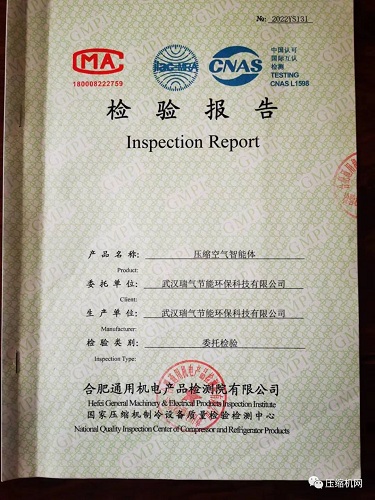 №: 2022YS131
MA
180008222759
ilac-MRA
CNAS
中国认可
国际互认
检测
TESTING
CNAS L1598
检验报告
Inspection Report
产品名称: 压缩空气智能体
Product:
委托单位: 武汉瑞气节能环保科技有限公司
Client:
生产单位: 武汉瑞气节能环保科技有限公司
Manufacturer:
检验类别: 委托检验
Inspection Type:
合肥通用机电产品检测院有限公司
Hefei General Machinery & Electrical Products Inspection Institute
国家压缩机制冷设备质量检验检测中心
National Quality Inspection Center of Compressor and Refrigerator Products
压缩机网